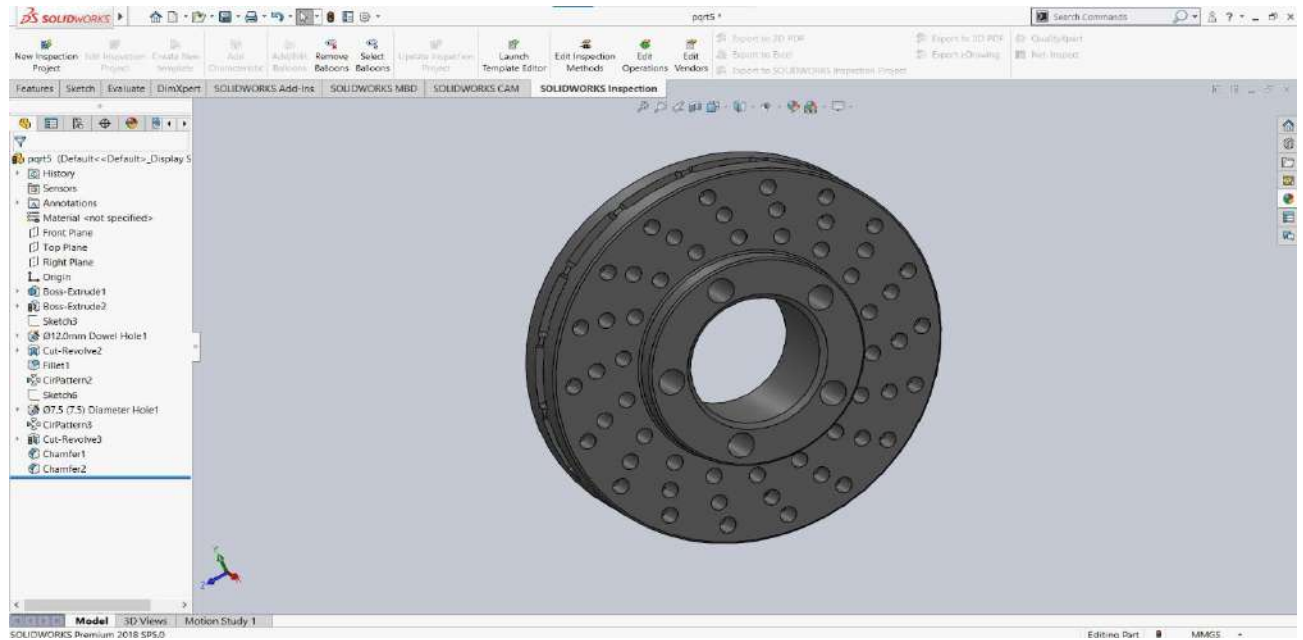 SOLIDWORKS
pqrt5 *
Search Commands
New Inspection Project
Edit Inspection Project
Create New template
Add Characteristic
Add/Edit Balloons
Remove Balloons
Select Balloons
Update Inspection Project
Launch Template Editor
Edit Inspection Methods
Edit Operations
Edit Vendors
Export to 2D PDF
Export to Excel
Export to SOLIDWORKS Inspection Project
Export to 3D PDF
Export eDrawing
QualityXpert
Net-Inspect
Features Sketch Evaluate DimXpert SOLIDWORKS Add-Ins SOLIDWORKS MBD SOLIDWORKS CAM SOLIDWORKS Inspection
pqrt5 (Default<<Default>_Display S
History
Sensors
Annotations
Material <not specified>
Front Plane
Top Plane
Right Plane
Origin
Boss-Extrude1
Boss-Extrude2
Sketch3
Ø12.0mm Dowel Hole1
Cut-Revolve2
Fillet1
CirPattern2
Sketch6
Ø7.5 (7.5) Diameter Hole1
CirPattern3
Cut-Revolve3
Chamfer1
Chamfer2
Y
Z
Model 3D Views Motion Study 1
SOLIDWORKS Premium 2018 SP5.0
Editing Part MMGS